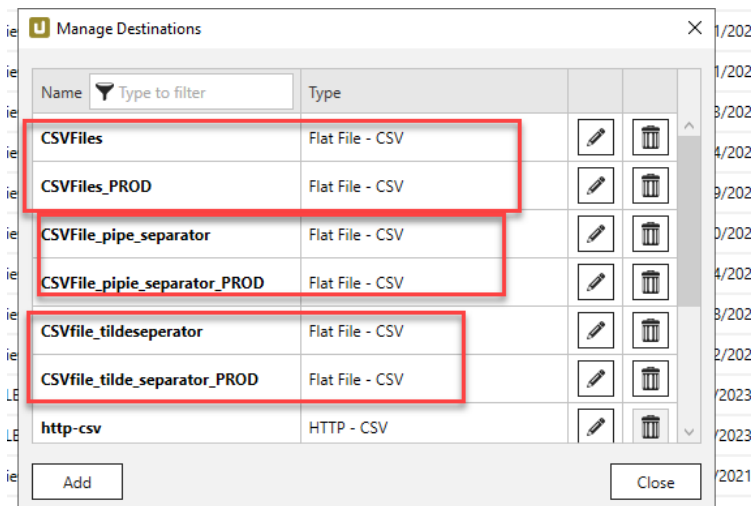 Manage Destinations
Name Type to filter Type
CSVFiles Flat File - CSV
CSVFiles_PROD Flat File - CSV
CSVFile_pipe_separator Flat File - CSV
CSVFile_pipie_separator_PROD Flat File - CSV
CSVfile_tildeseperator Flat File - CSV
CSVfile_tilde_separator_PROD Flat File - CSV
http-csv HTTP - CSV
Add Close